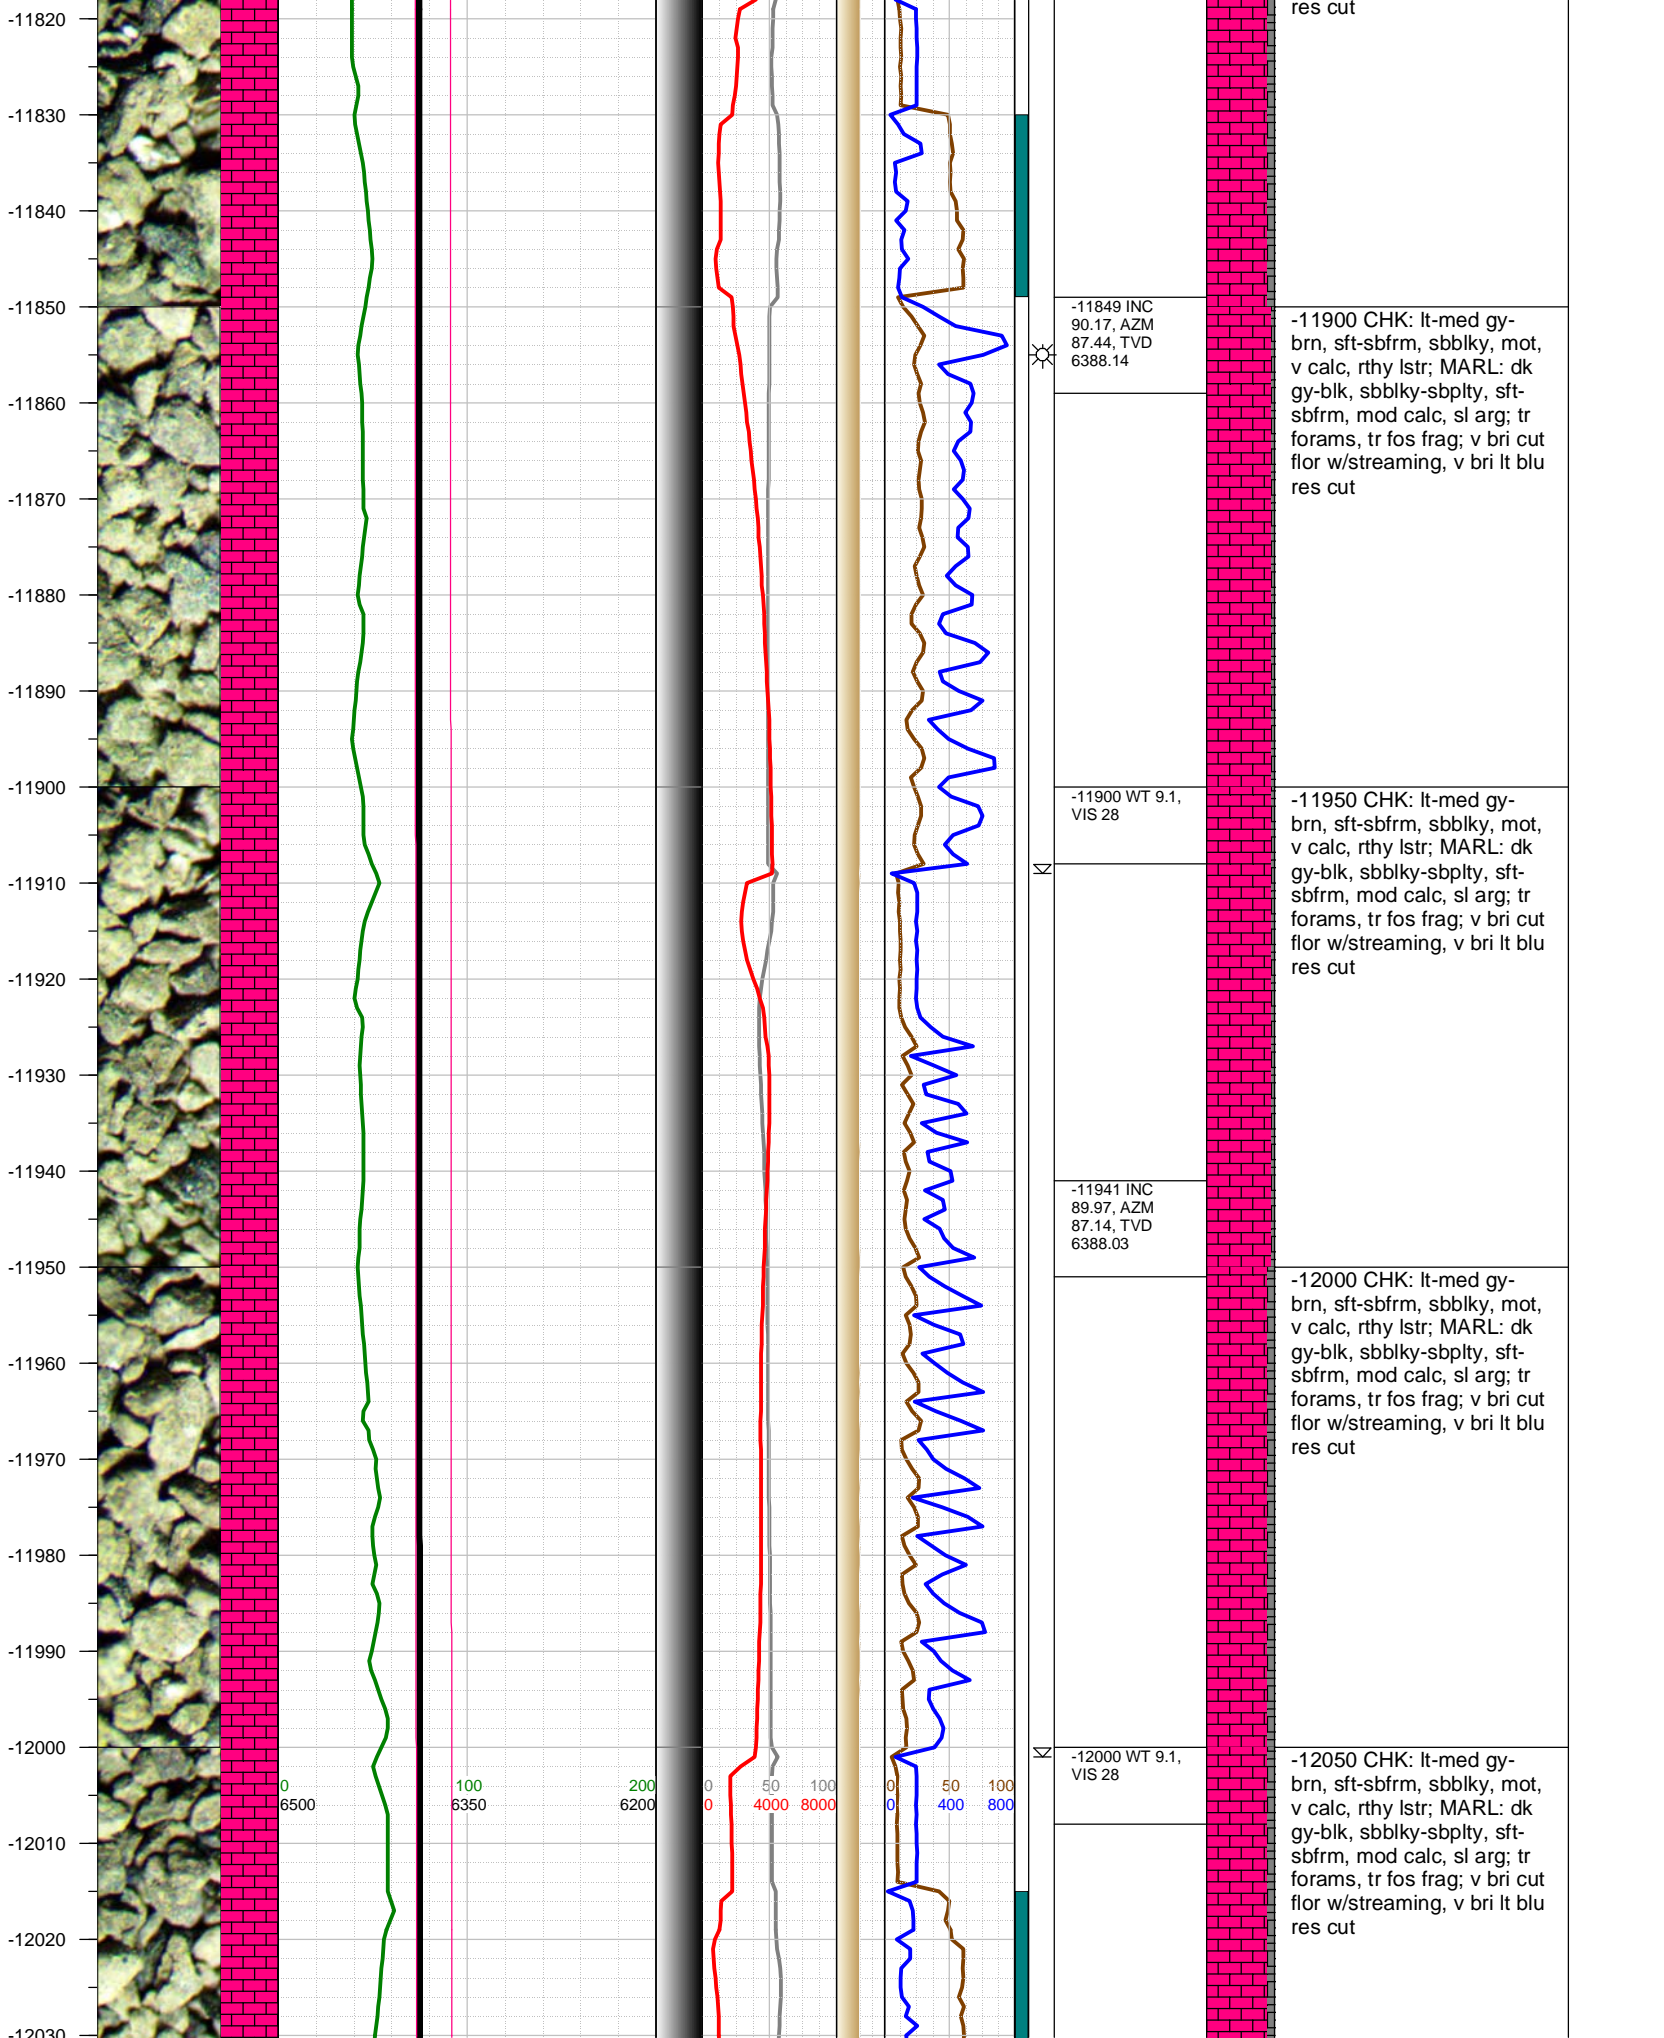 res cut
-11820
-11830
-11840
-11850
-11860
-11870
-11880
-11890
-11900
-11910
-11920
-11930
-11940
-11950
-11960
-11970
-11980
-11990
-12000
-12010
-12020
-12030
-11849 INC
90.17, AZM
87.44, TVD
6388.14
-11900 CHK: lt-med gy-
brn, sft-sbfrm, sbblky, mot,
v calc, rthy lstr; MARL: dk
gy-blk, sbblky-sbplty, sft-
sbfrm, mod calc, sl arg; tr
forams, tr fos frag; v bri cut
flor w/streaming, v bri lt blu
res cut
-11900 WT 9.1,
VIS 28
-11950 CHK: lt-med gy-
brn, sft-sbfrm, sbblky, mot,
v calc, rthy lstr; MARL: dk
gy-blk, sbblky-sbplty, sft-
sbfrm, mod calc, sl arg; tr
forams, tr fos frag; v bri cut
flor w/streaming, v bri lt blu
res cut
-11941 INC
89.97, AZM
87.14, TVD
6388.03
-12000 CHK: lt-med gy-
brn, sft-sbfrm, sbblky, mot,
v calc, rthy lstr; MARL: dk
gy-blk, sbblky-sbplty, sft-
sbfrm, mod calc, sl arg; tr
forams, tr fos frag; v bri cut
flor w/streaming, v bri lt blu
res cut
0 100 200 0 50 100 0 50 100
6500 6350 6200 0 4000 8000 0 400 800
-12000 WT 9.1,
VIS 28
-12050 CHK: lt-med gy-
brn, sft-sbfrm, sbblky, mot,
v calc, rthy lstr; MARL: dk
gy-blk, sbblky-sbplty, sft-
sbfrm, mod calc, sl arg; tr
forams, tr fos frag; v bri cut
flor w/streaming, v bri lt blu
res cut